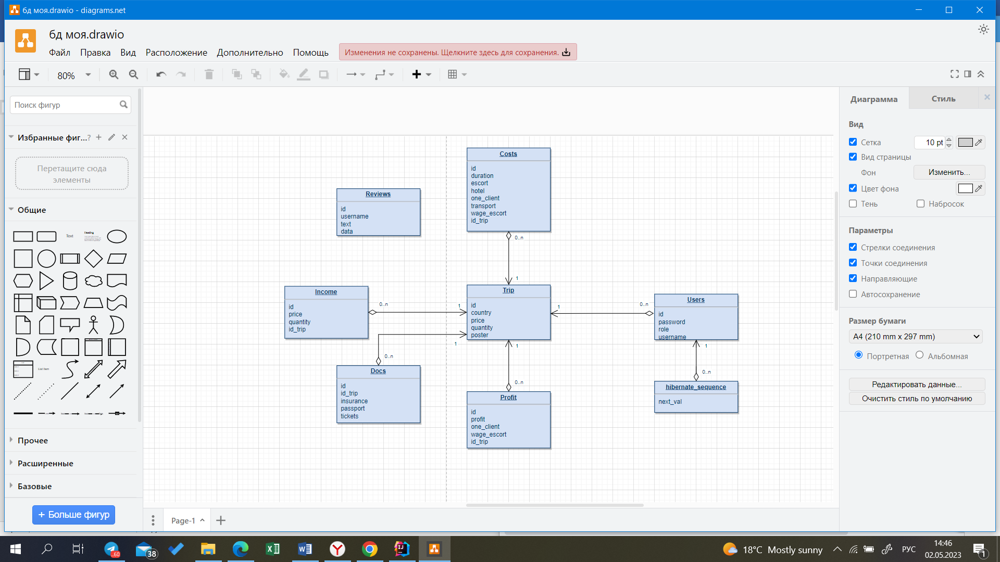 бд моя.drawio - diagrams.net
бд моя.drawio
Файл Правка Вид Расположение Дополнительно Помощь
Изменения не сохранены. Щелкните здесь для сохранения.
80%
Поиск фигур
Избранные фиг...?
Перетащите сюда
элементы
Общие
Text
Heading
List Item
Прочее
Расширенные
Базовые
+ Больше фигур
Costs
id
duration
escort
hotel
one_client
transport
wage_escort
id_trip
0..n
1
Reviews
id
username
text
data
Income
id
price
quantity
id_trip
0..n
1
Trip
id
country
price
quantity
poster
1
0..n
Users
id
password
role
username
1
0..n
1
0..n
Docs
id
id_trip
insurance
passport
tickets
1
0..n
Profit
id
profit
one_client
wage_escort
id_trip
hibernate_sequence
next_val
Page-1
Диаграмма
Стиль
Вид
Сетка
10 pt
Вид страницы
Фон
Изменить...
Цвет фона
Тень
Набросок
Параметры
Стрелки соединения
Точки соединения
Направляющие
Автосохранение
Размер бумаги
A4 (210 mm x 297 mm)
Портретная
Альбомная
Редактировать данные...
Очистить стиль по умолчанию
..60
38
18°C Mostly sunny
РУС
14:46
02.05.2023
1